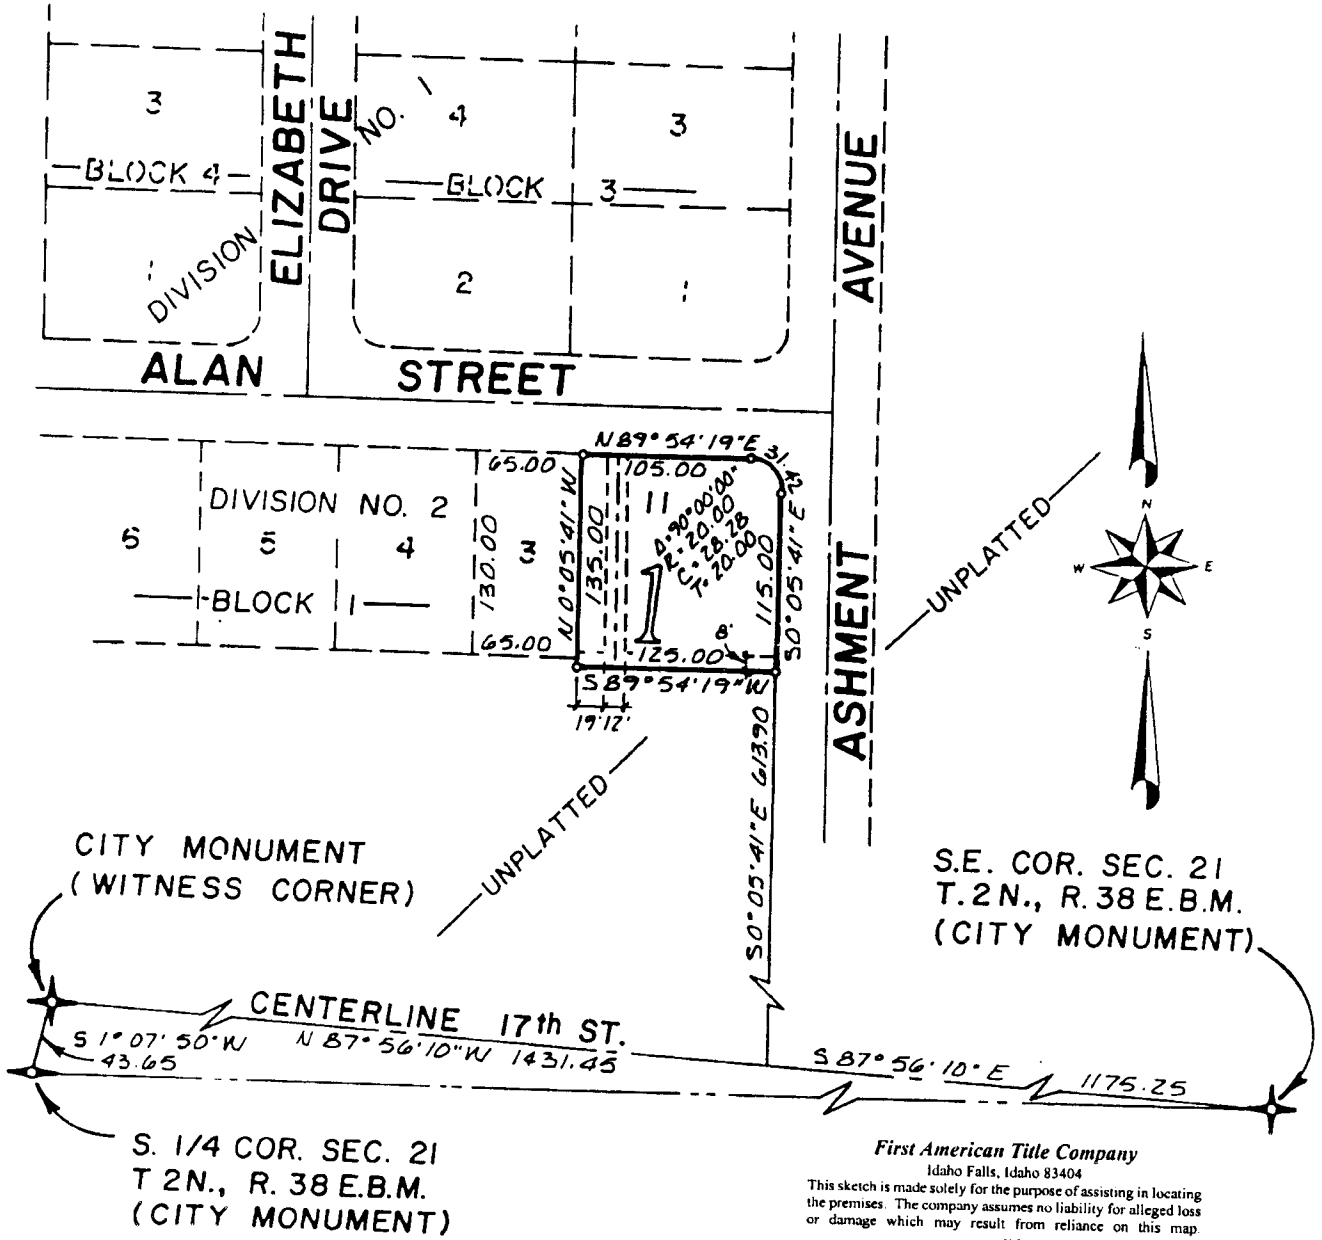 ELIZABETH
DRIVE
NO. 1
3
4
3
BLOCK 4
BLOCK 3
AVENUE
DIVISION
1
2
1
ALAN STREET
N 89° 54' 19" E
31.42
65.00
105.00
N 0° 05' 41" W
135.00
11
Δ= 90° 00' 00"
R= 20.00
C= 28.28
T= 20.00
DIVISION NO. 2
6
5
4
3
130.00
BLOCK 1
1
115.00
S 0° 05' 41" E
65.00
125.00
8'
S 89° 54' 19" W
19' 12'
ASHMENT
UNPLATTED
N
W
E
S
UNPLATTED
S 0° 05' 41" E 613.90
CITY MONUMENT
(WITNESS CORNER)
S.E. COR. SEC. 21
T. 2 N., R. 38 E.B.M.
(CITY MONUMENT)
CENTERLINE 17th ST.
S 1° 07' 50" W
43.65
N 87° 56' 10" W 1431.45
S 87° 56' 10" E
1175.25
S. 1/4 COR. SEC. 21
T 2 N., R. 38 E.B.M.
(CITY MONUMENT)
First American Title Company
Idaho Falls, Idaho 83404
This sketch is made solely for the purpose of assisting in locating
the premises. The company assumes no liability for alleged loss
or damage which may result from reliance on this map.